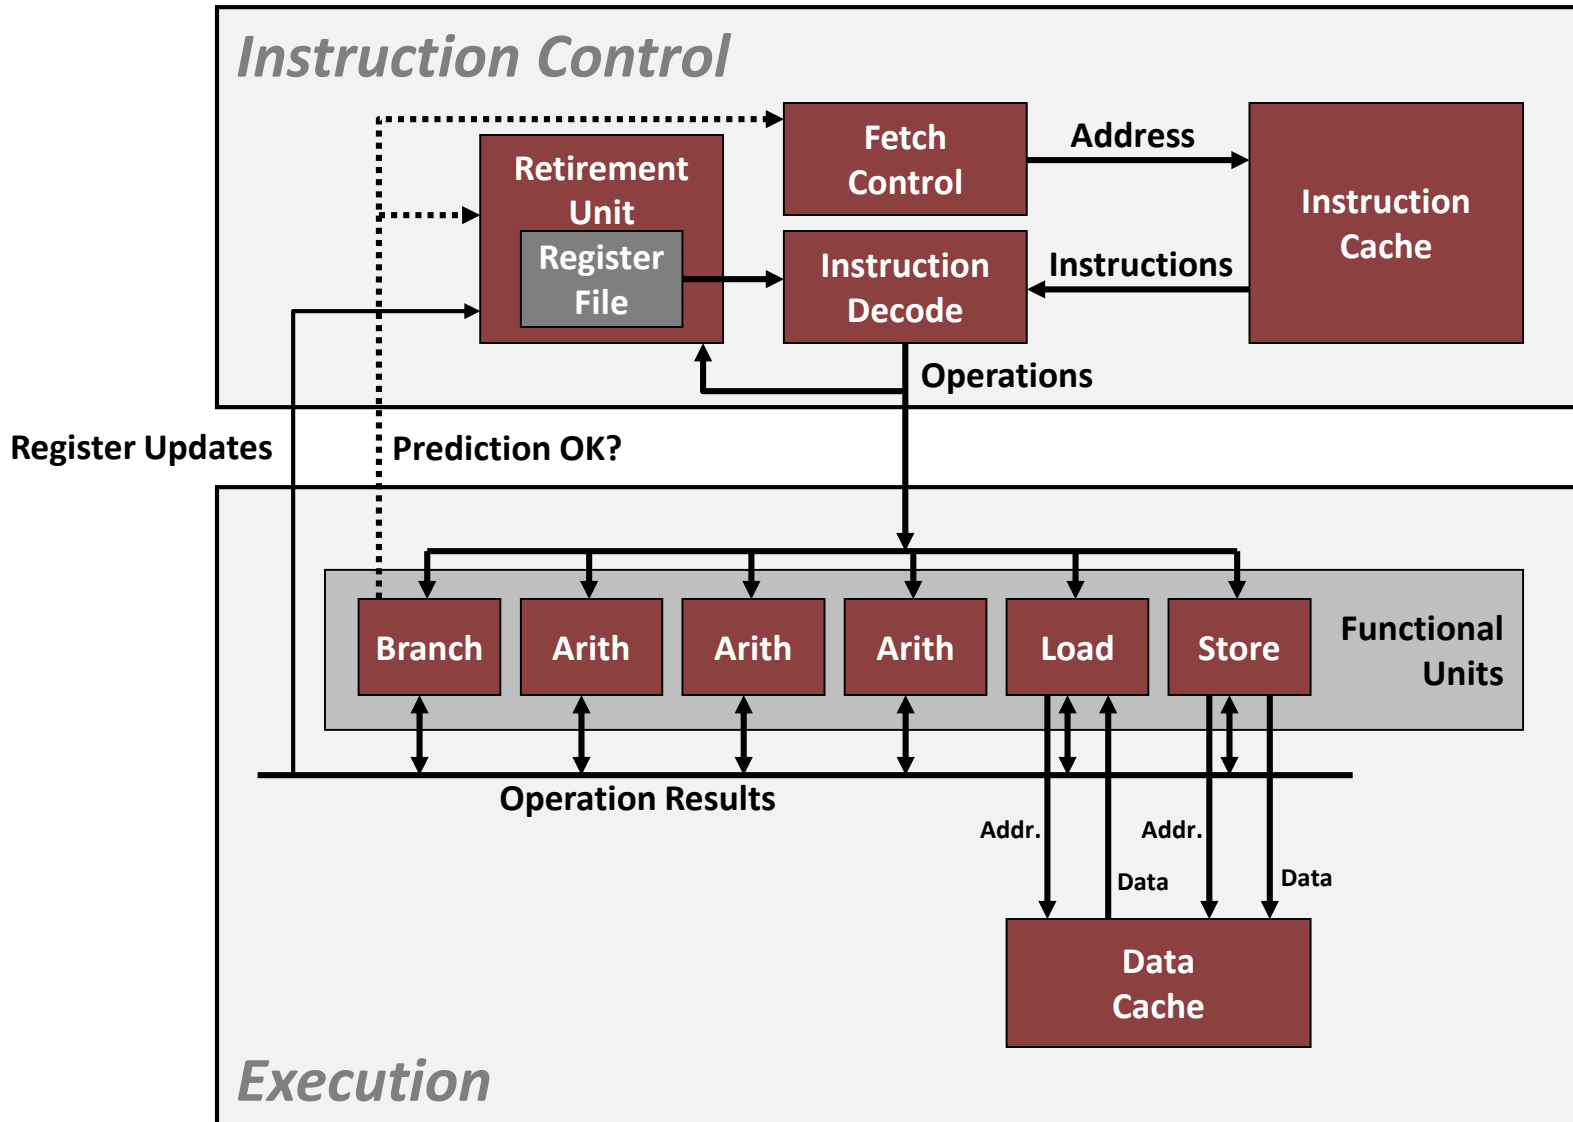 Instruction Control
Fetch
Control
Address
Instruction
Cache
Retirement
Unit
Register
File
Instruction
Decode
Instructions
Operations
Register Updates
Prediction OK?
Branch
Arith
Arith
Arith
Load
Store
Functional
Units
Operation Results
Addr.
Addr.
Data
Data
Data
Cache
Execution